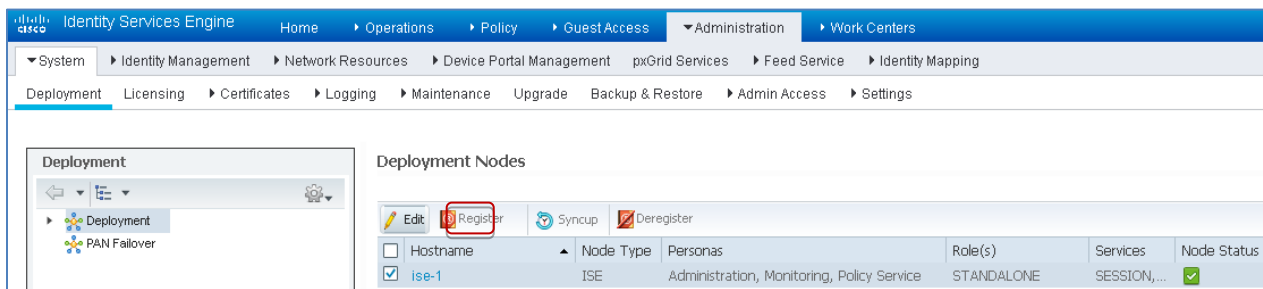 cisco Identity Services Engine Home Operations Policy Guest Access Administration Work Centers
System Identity Management Network Resources Device Portal Management pxGrid Services Feed Service Identity Mapping
Deployment Licensing Certificates Logging Maintenance Upgrade Backup & Restore Admin Access Settings
Deployment
Deployment
PAN Failover
Deployment Nodes
Edit Register Syncup Deregister
Hostname Node Type Personas Role(s) Services Node Status
ise-1 ISE Administration, Monitoring, Policy Service STANDALONE SESSION,...